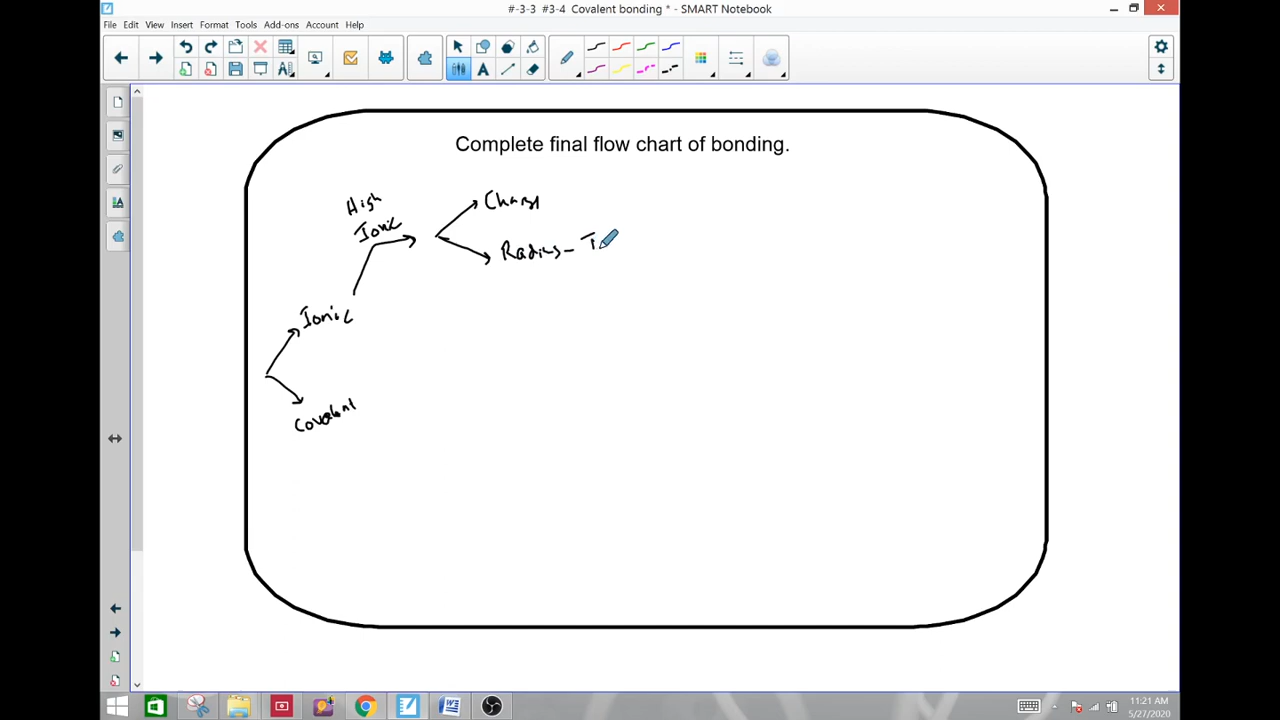 #-3-3 #3-4 Covalent bonding * - SMART Notebook
File Edit View Insert Format Tools Add-ons Account Help
Complete final flow chart of bonding.
High
Ionic
Charge
Radius - T
Ionic
Covalent
11:21 AM
5/27/2020